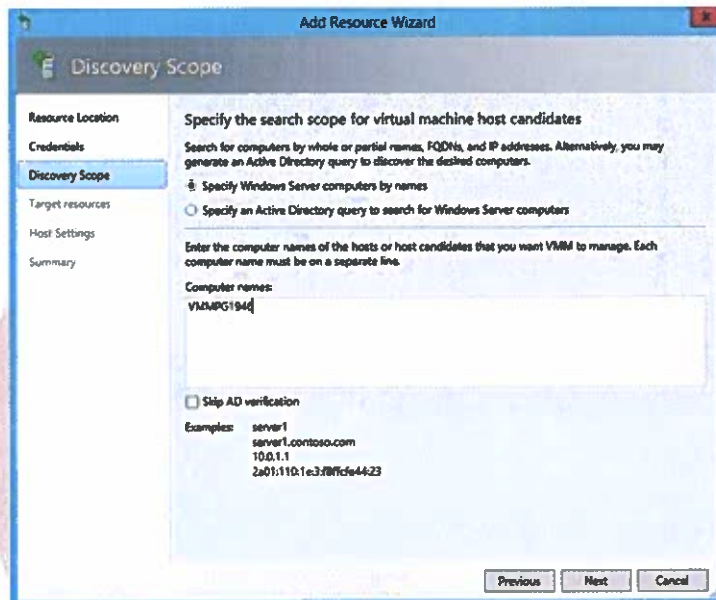 Add Resource Wizard
Discovery Scope
Resource Location
Credentials
Discovery Scope
Target resources
Host Settings
Summary
Specify the search scope for virtual machine host candidates
Search for computers by whole or partial names, FQDNs, and IP addresses. Alternatively, you may
generate an Active Directory query to discover the desired computers.
Specify Windows Server computers by names
Specify an Active Directory query to search for Windows Server computers
Enter the computer names of the hosts or host candidates that you want VMM to manage. Each
computer name must be on a separate line.
Computer names:
VMMPG1946
Skip AD verification
Examples:
server1
server1.contoso.com
10.0.1.1
Previous
Next
Cancel